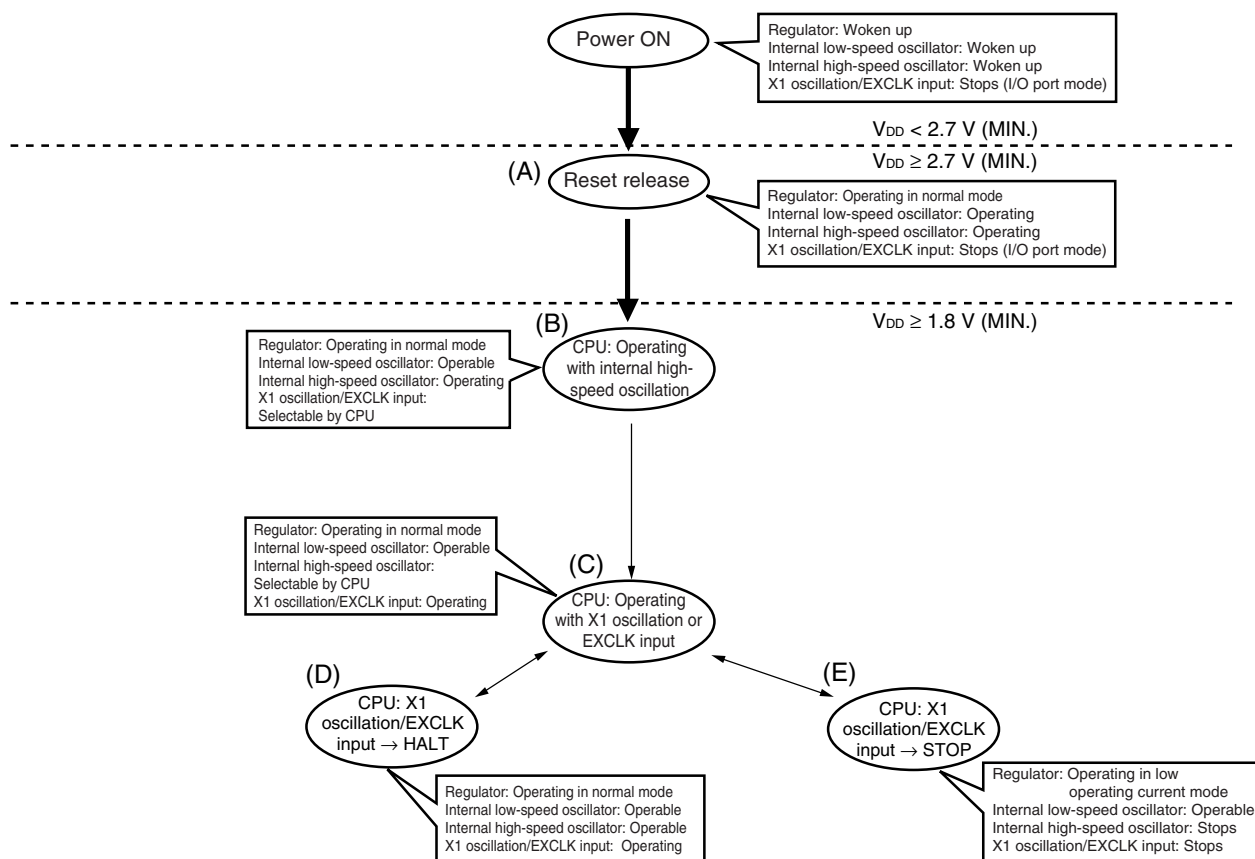 Power ON
Regulator: Woken up
Internal low-speed oscillator: Woken up
Internal high-speed oscillator: Woken up
X1 oscillation/EXCLK input: Stops (I/O port mode)
VDD < 2.7 V (MIN.)
VDD ≥ 2.7 V (MIN.)
(A)
Reset release
Regulator: Operating in normal mode
Internal low-speed oscillator: Operating
Internal high-speed oscillator: Operating
X1 oscillation/EXCLK input: Stops (I/O port mode)
VDD ≥ 1.8 V (MIN.)
(B)
Regulator: Operating in normal mode
Internal low-speed oscillator: Operable
Internal high-speed oscillator: Operating
X1 oscillation/EXCLK input:
Selectable by CPU
CPU: Operating
with internal high-
speed oscillation
Regulator: Operating in normal mode
Internal low-speed oscillator: Operable
Internal high-speed oscillator:
Selectable by CPU
X1 oscillation/EXCLK input: Operating
(C)
CPU: Operating
with X1 oscillation or
EXCLK input
(D)
CPU: X1
oscillation/EXCLK
input → HALT
(E)
CPU: X1
oscillation/EXCLK
input → STOP
Regulator: Operating in normal mode
Internal low-speed oscillator: Operable
Internal high-speed oscillator: Operable
X1 oscillation/EXCLK input: Operating
Regulator: Operating in low
operating current mode
Internal low-speed oscillator: Operable
Internal high-speed oscillator: Stops
X1 oscillation/EXCLK input: Stops